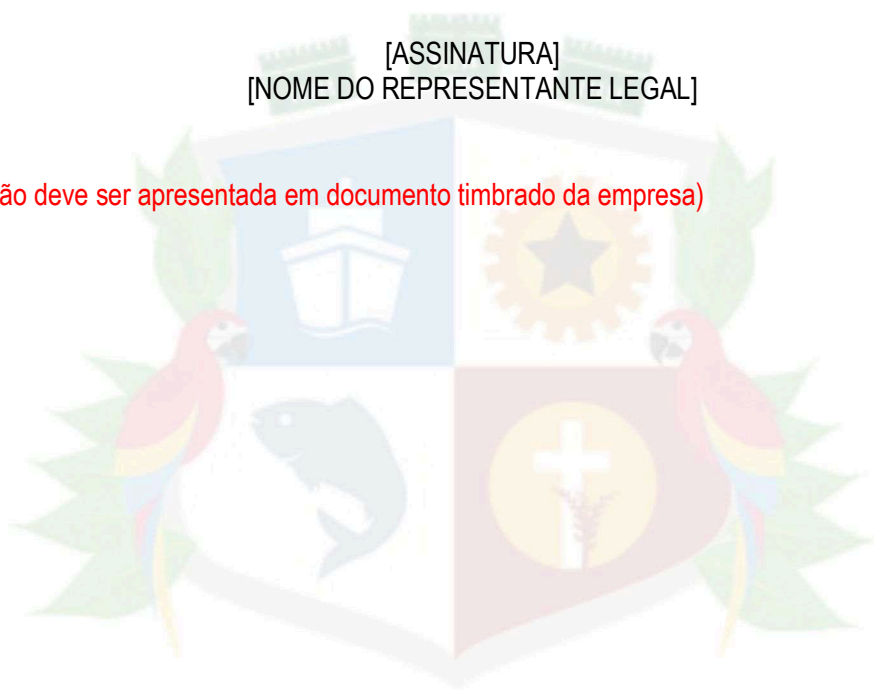 [ASSINATURA]
[NOME DO REPRESENTANTE LEGAL]
ão deve ser apresentada em documento timbrado da empresa)